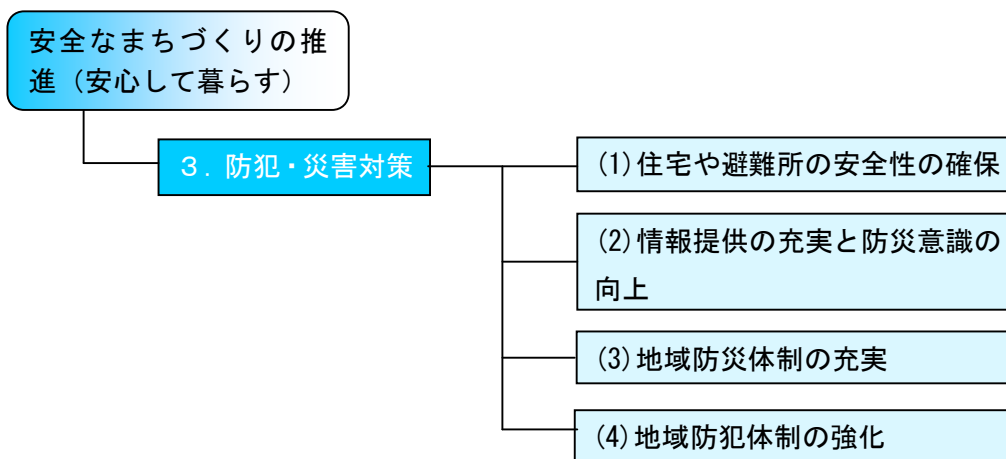 安全なまちづくりの推
進（安心して暮らす）
３．防犯・災害対策
(1)住宅や避難所の安全性の確保
(2)情報提供の充実と防災意識の
向上
(3)地域防災体制の充実
(4)地域防犯体制の強化